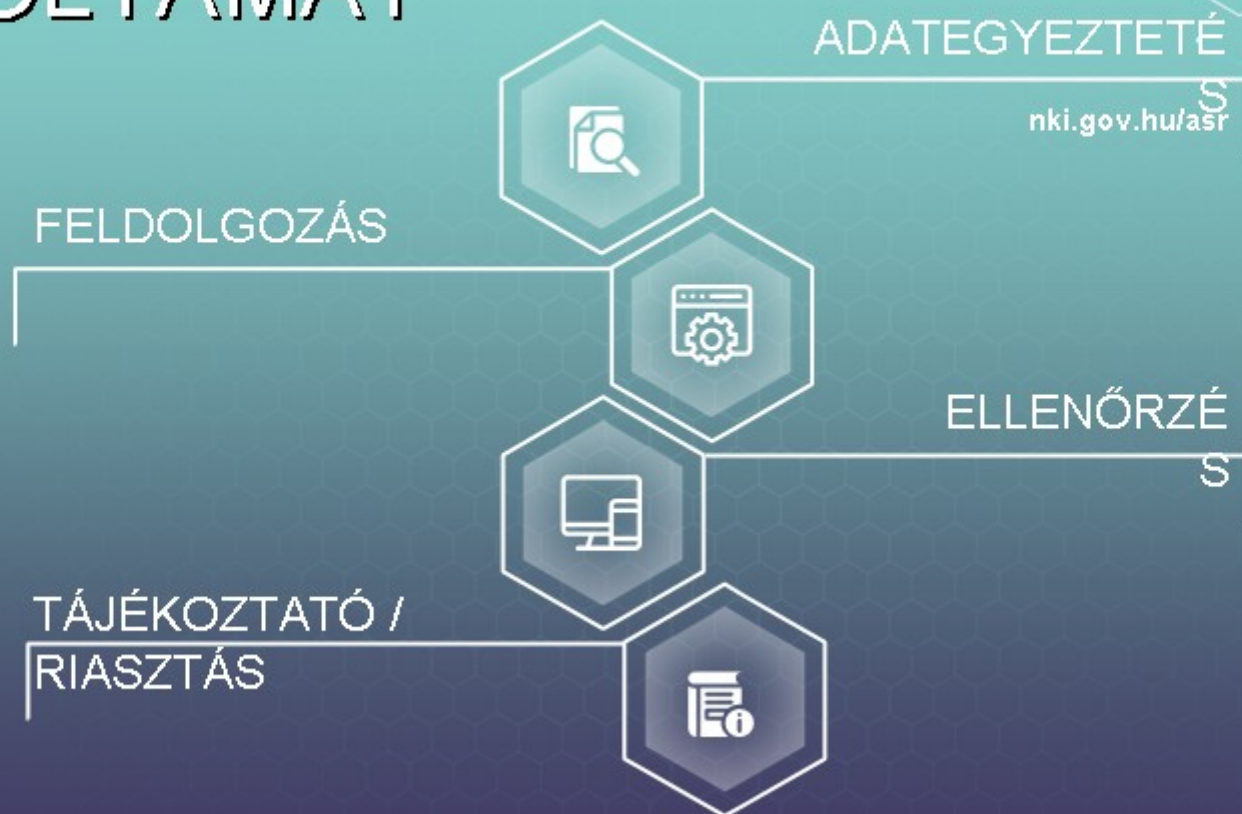 ADATEGYEZTETÉ
S
nki.gov.hu/asr
FELDOLGOZÁS
ELLENŐRZÉ
S
TÁJÉKOZTATÓ /
RIASZTÁS